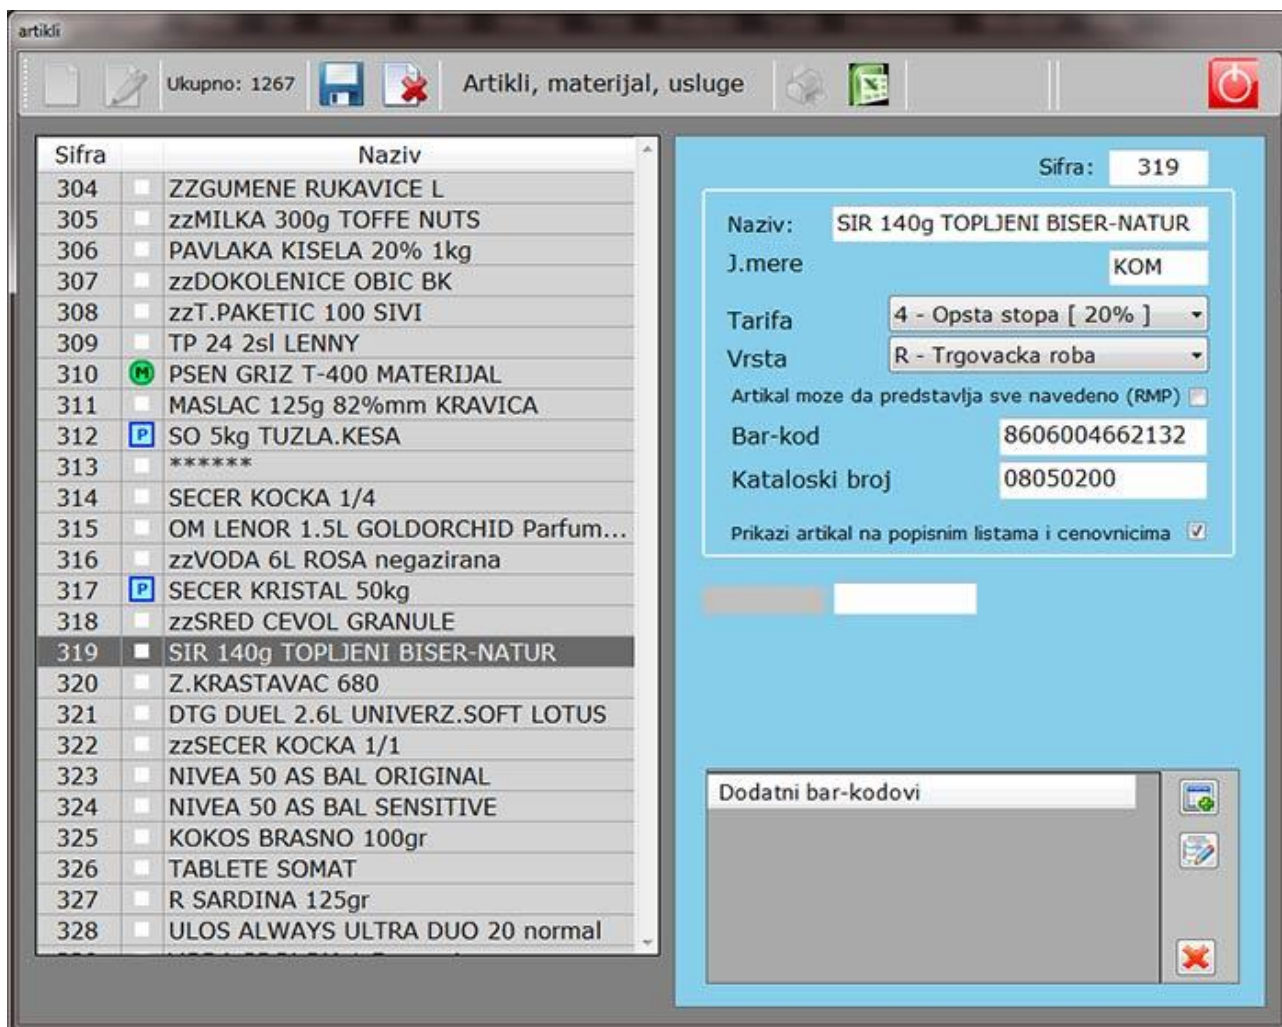 artikli
Ukupno: 1267
Artikli, materijal, usluge
Sifra Naziv
304 ZZGUMENE RUKAVICE L
305 zzMILKA 300g TOFFE NUTS
306 PAVLAKA KISELA 20% 1kg
307 zzDOKOLENICE OBIC BK
308 zzT.PAKETIC 100 SIVI
309 TP 24 2sl LENNY
310 M PSEN GRIZ T-400 MATERIJAL
311 MASLAC 125g 82%mm KRAVICA
312 P SO 5kg TUZLA.KESA
313 ******
314 SECER KOCKA 1/4
315 OM LENOR 1.5L GOLDORCHID Parfum...
316 zzVODA 6L ROSA negazirana
317 P SECER KRISTAL 50kg
318 zzSRED CEVOL GRANULE
319 SIR 140g TOPLJENI BISER-NATUR
320 Z.KRASTAVAC 680
321 DTG DUEL 2.6L UNIVERZ.SOFT LOTUS
322 zzSECER KOCKA 1/1
323 NIVEA 50 AS BAL ORIGINAL
324 NIVEA 50 AS BAL SENSITIVE
325 KOKOS BRASNO 100gr
326 TABLETE SOMAT
327 R SARDINA 125gr
328 ULOS ALWAYS ULTRA DUO 20 normal
Sifra: 319
Naziv: SIR 140g TOPLJENI BISER-NATUR
J.mere KOM
Tarifa 4 - Opsta stopa [ 20% ]
Vrsta R - Trgovacka roba
Artikal moze da predstavlja sve navedeno (RMP)
Bar-kod 8606004662132
Kataloski broj 08050200
Prikazi artikal na popisnim listama i cenovnicima
Dodatni bar-kodovi